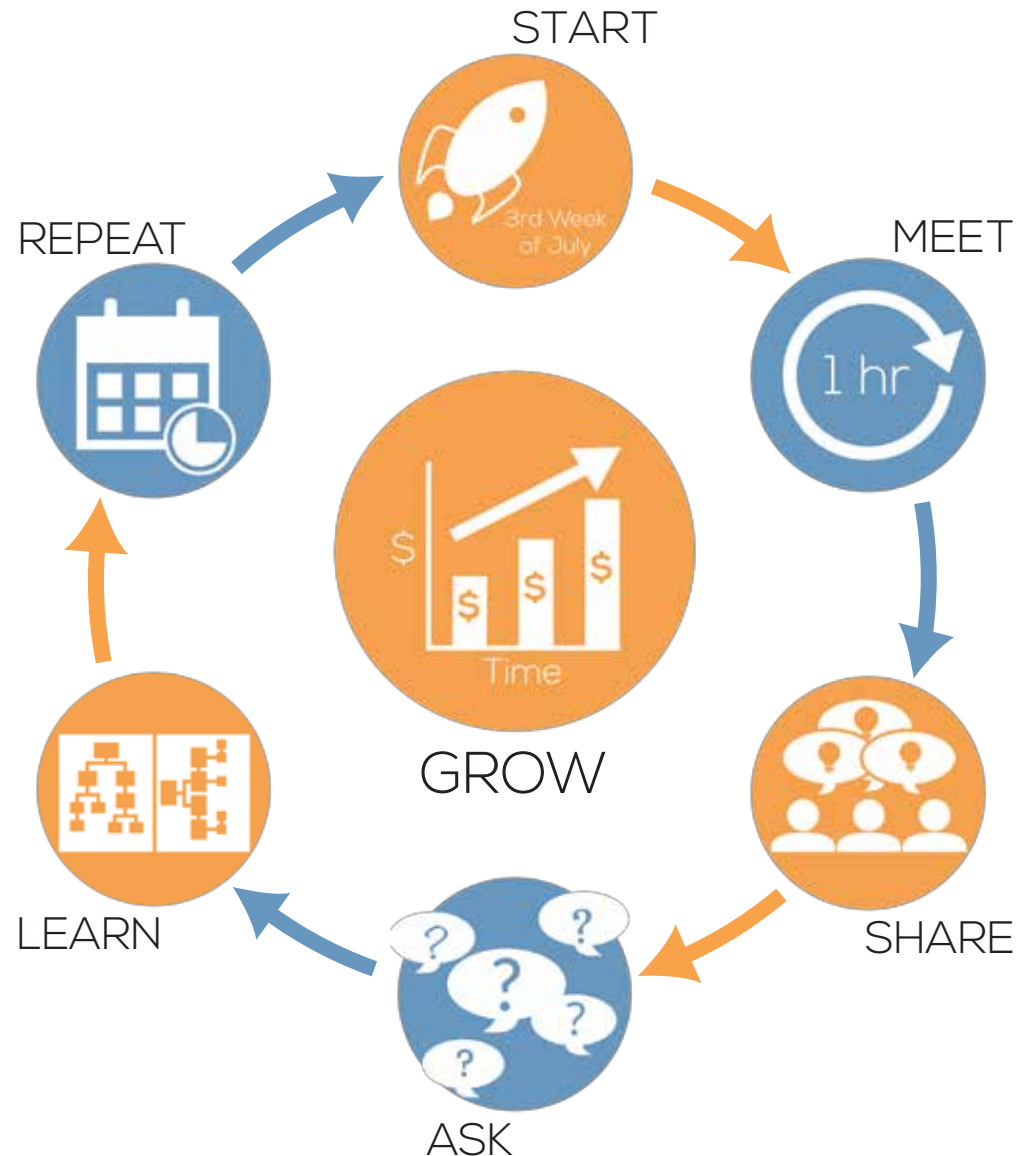 START
3rd Week
of July
MEET
1 hr
REPEAT
$
$
$
$
Time
GROW
SHARE
LEARN
?
?
?
?
?
ASK